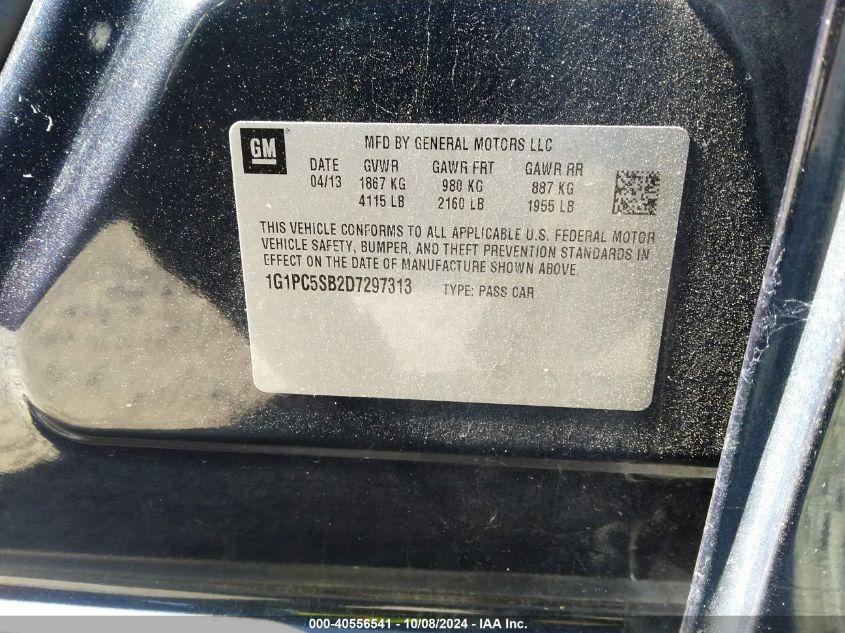 GM
MFD BY GENERAL MOTORS LLC
DATE GVWR GAWR FRT GAWR RR
04/13 1867 KG 980 KG 887 KG
4115 LB 2160 LB 1955 LB
THIS VEHICLE CONFORMS TO ALL APPLICABLE U.S. FEDERAL MOTOR
VEHICLE SAFETY, BUMPER, AND THEFT PREVENTION STANDARDS IN
EFFECT ON THE DATE OF MANUFACTURE SHOWN ABOVE.
1G1PC5SB2D7297313 TYPE: PASS CAR
000-40556541 - 10/08/2024 - IAA Inc.